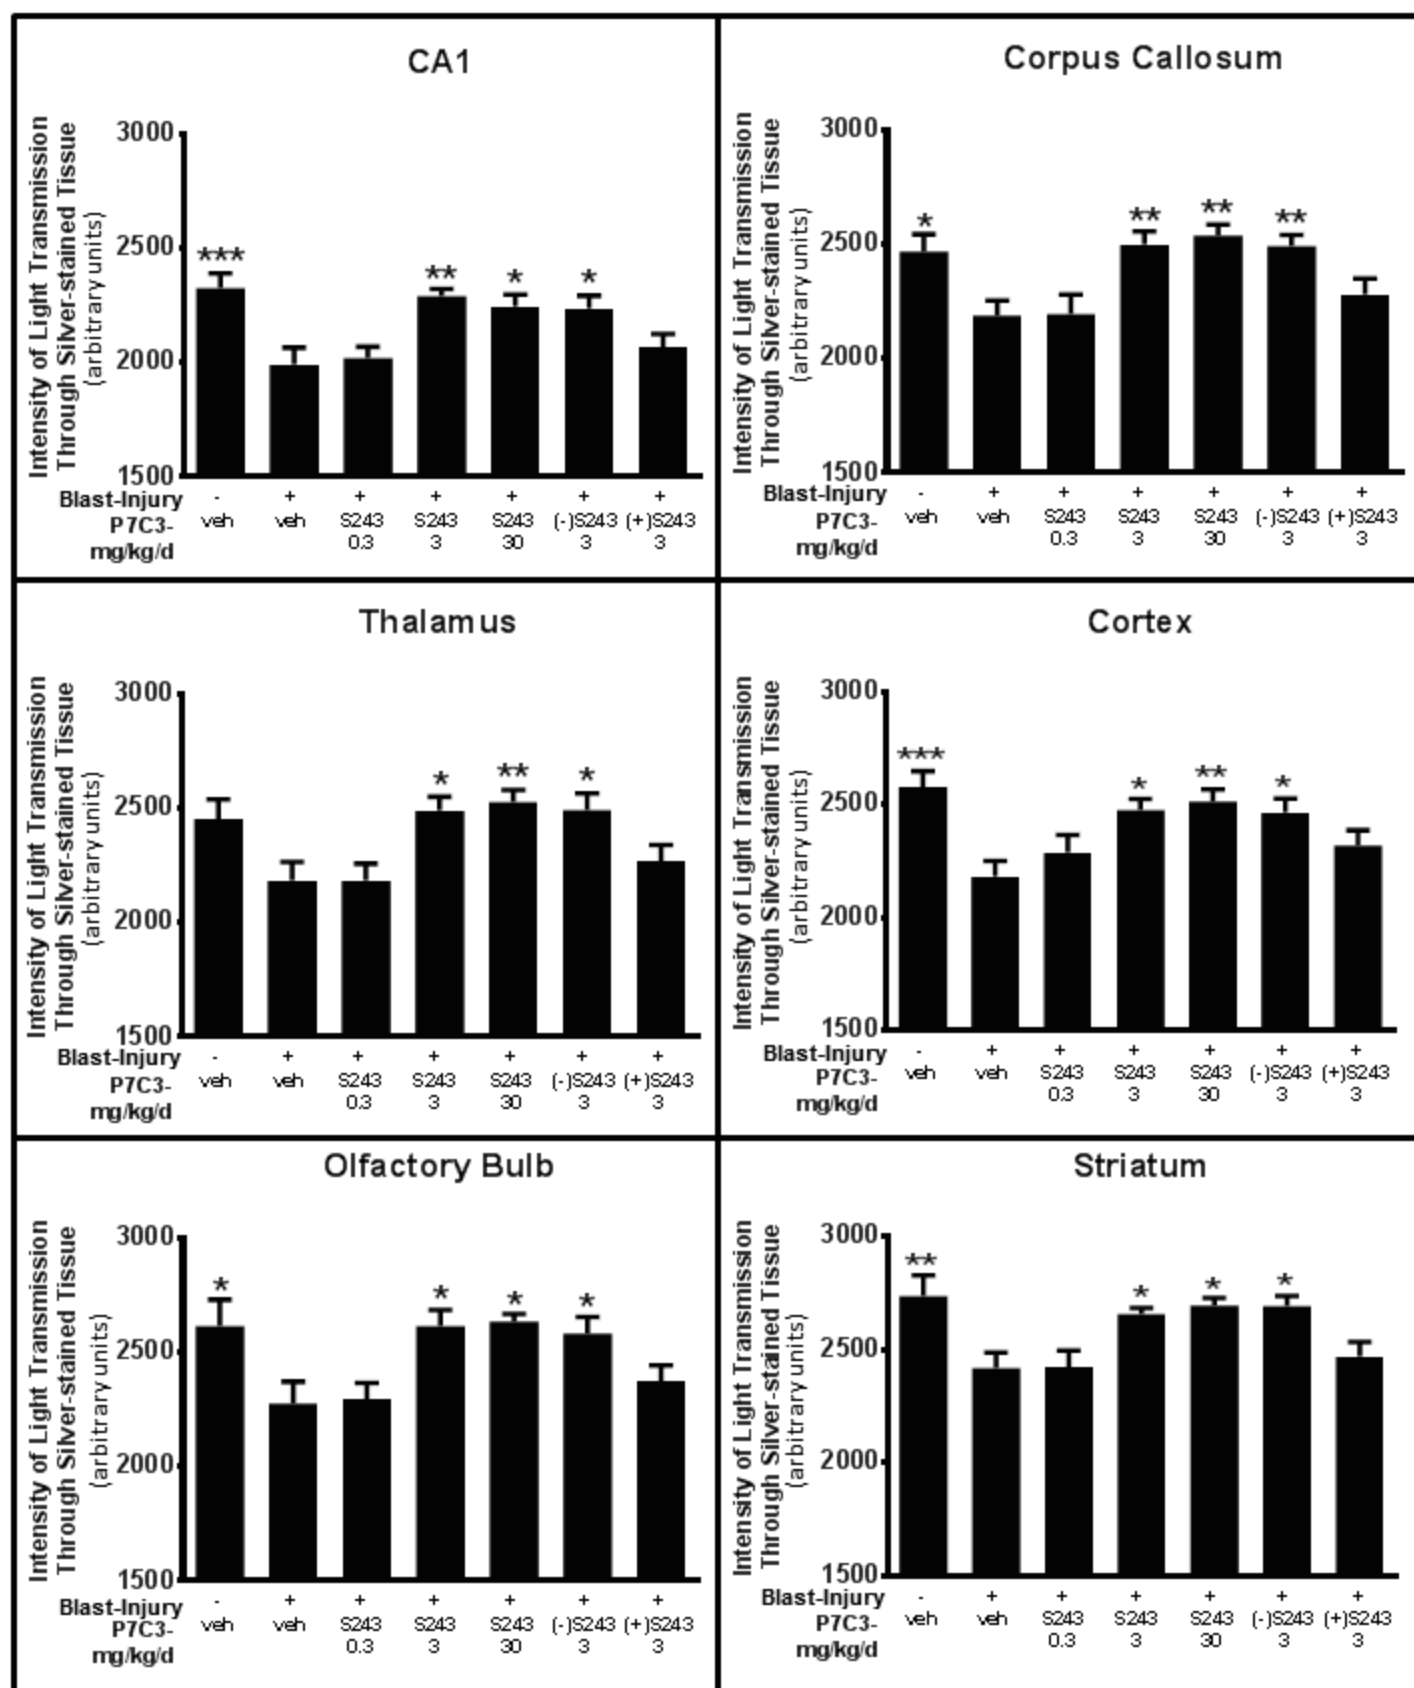 CA1
Intensity of Light Transmission
Through Silver-stained Tissue
(arbitrary units)
3000
2500
2000
1500
*** ** * *
Blast-Injury - + + + + + +
P7C3- veh veh S243 S243 S243 (-)S243 (+)S243
mg/kg/d 0.3 3 30 3 3
Corpus Callosum
Intensity of Light Transmission
Through Silver-stained Tissue
(arbitrary units)
3000
2500
2000
1500
* ** ** **
Blast-Injury - + + + + + +
P7C3- veh veh S243 S243 S243 (-)S243 (+)S243
mg/kg/d 0.3 3 30 3 3
Thalamus
Intensity of Light Transmission
Through Silver-stained Tissue
(arbitrary units)
3000
2500
2000
1500
* ** *
Blast-Injury - + + + + + +
P7C3- veh veh S243 S243 S243 (-)S243 (+)S243
mg/kg/d 0.3 3 30 3 3
Cortex
Intensity of Light Transmission
Through Silver-stained Tissue
(arbitrary units)
3000
2500
2000
1500
*** * ** *
Blast-Injury - + + + + + +
P7C3- veh veh S243 S243 S243 (-)S243 (+)S243
mg/kg/d 0.3 3 30 3 3
Olfactory Bulb
Intensity of Light Transmission
Through Silver-stained Tissue
(arbitrary units)
3000
2500
2000
1500
* * * *
Blast-Injury - + + + + + +
P7C3- veh veh S243 S243 S243 (-)S243 (+)S243
mg/kg/d 0.3 3 30 3 3
Striatum
Intensity of Light Transmission
Through Silver-stained Tissue
(arbitrary units)
3000
2500
2000
1500
** * * *
Blast-Injury - + + + + + +
P7C3- veh veh S243 S243 S243 (-)S243 (+)S243
mg/kg/d 0.3 3 30 3 3